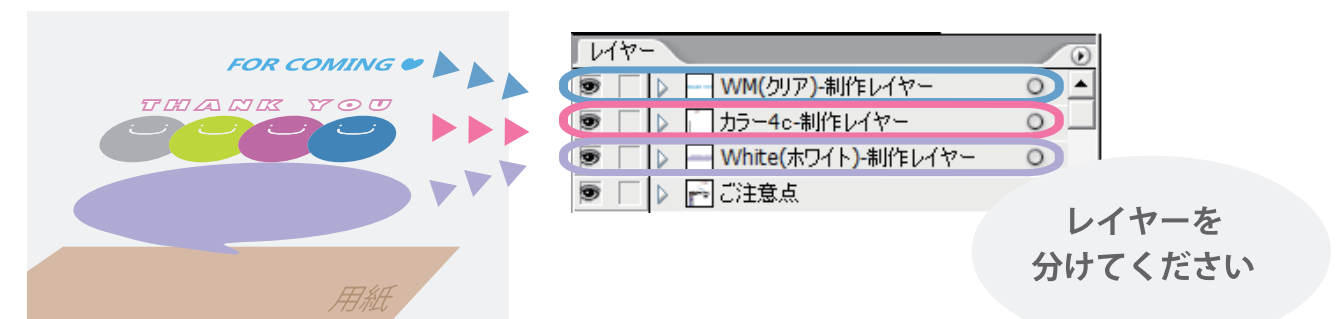 FOR COMING
THANK YOU
用紙
レイヤー
WM(クリア)-制作レイヤー
カラー4c-制作レイヤー
White(ホワイト)-制作レイヤー
ご注意点
レイヤーを
分けてください